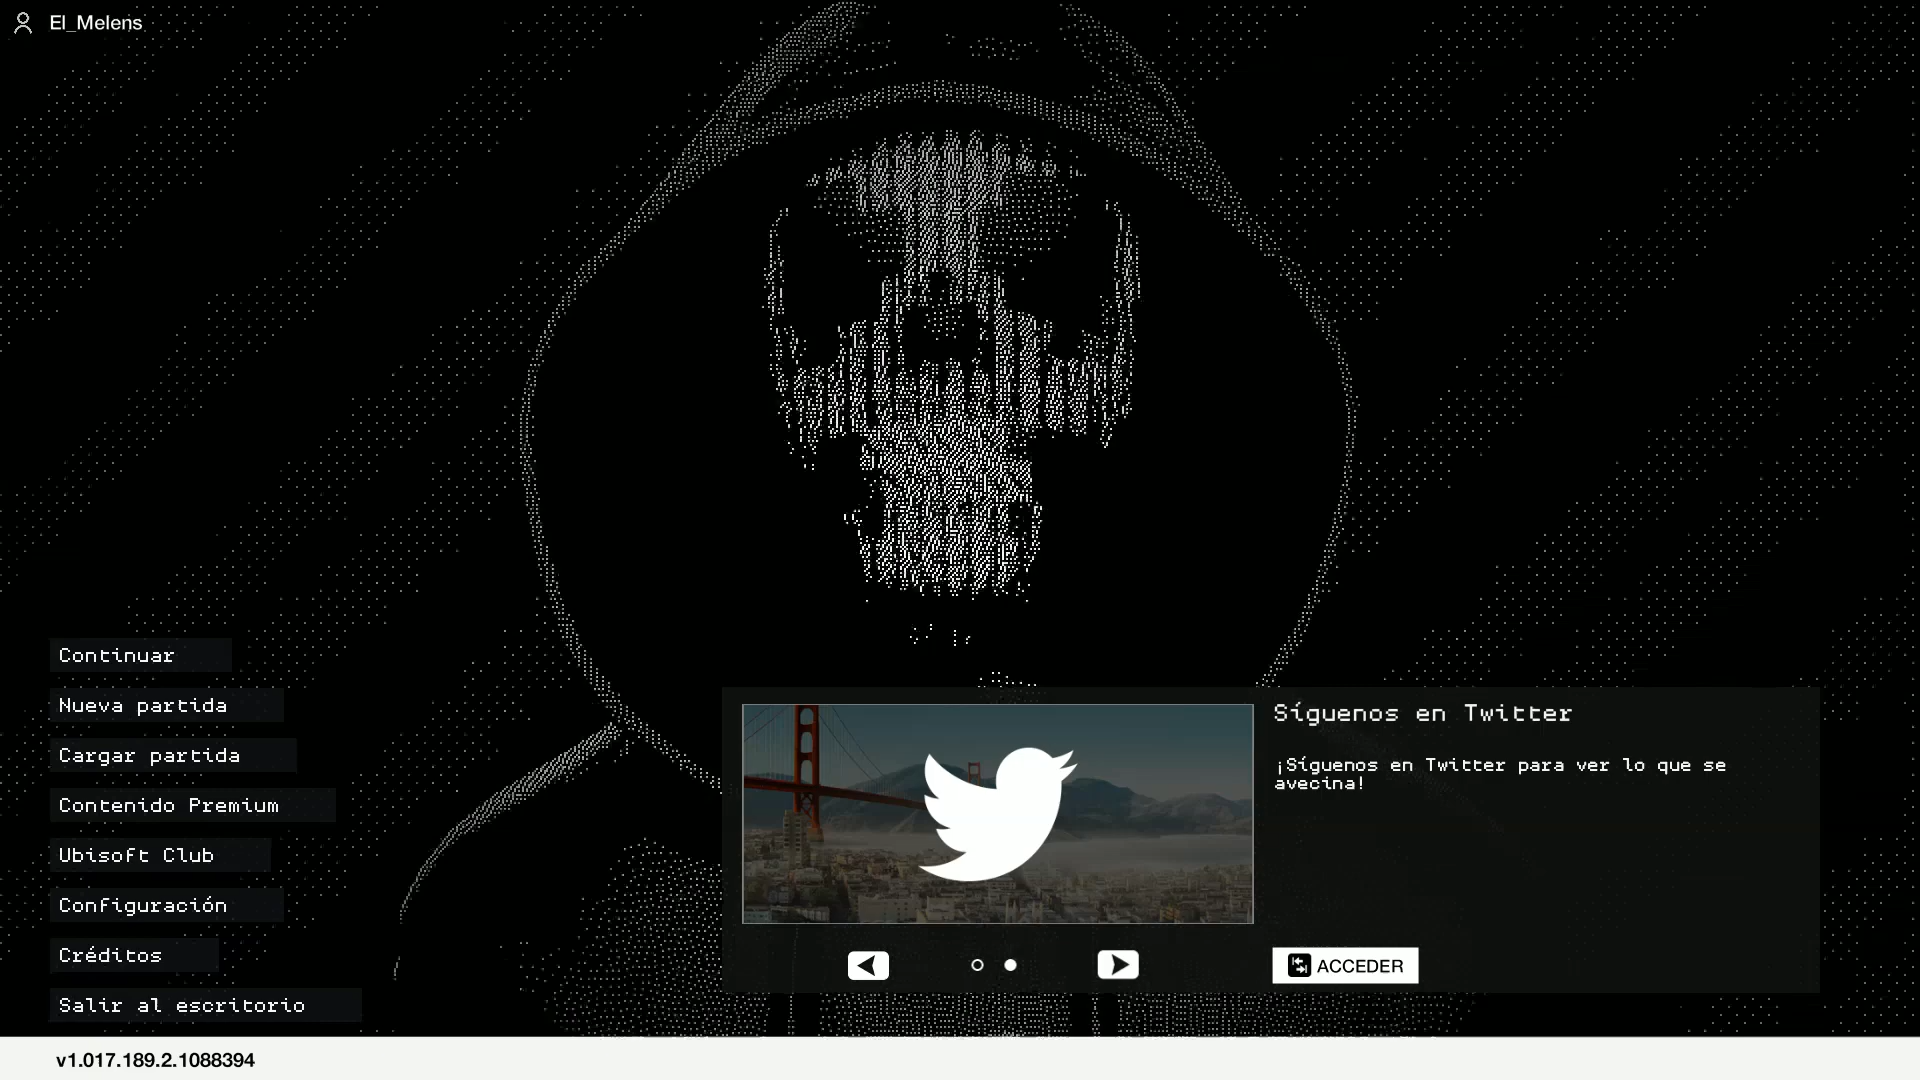 El_Melens
Continuar
Nueva partida
Cargar partida
Contenido Premium
Ubisoft Club
Configuración
Créditos
Salir al escritorio
Síguenos en Twitter
¡Síguenos en Twitter para ver lo que se
avecina!
ACCEDER
v1.017.189.2.1088394